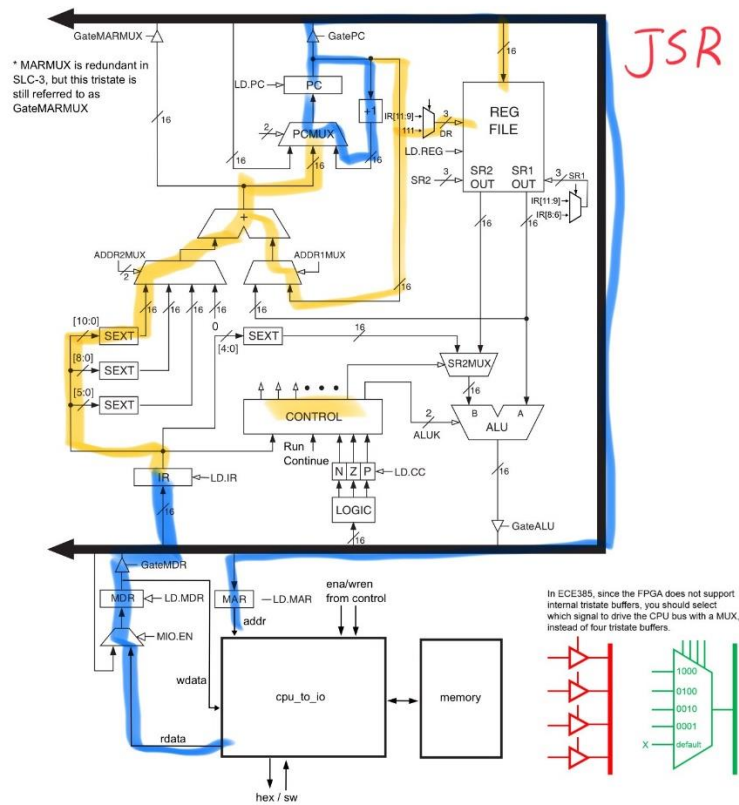 GateMARMUX
GatePC
JSR
* MARMUX is redundant in
SLC-3, but this tristate is
still referred to as
GateMARMUX
16
LD.PC
PC
+1
REG
FILE
IR[11:9]
111
3
DR
LD.REG
16
2
PCMUX
16
16
16
SR2
3
SR2
OUT
SR1
OUT
3
SR1
IR[11:9]
IR[8:6]
+
16
16
ADDR2MUX
2
ADDR1MUX
16
[10:0]
SEXT
16
16
16
16
16
16
0
[4:0]
SEXT
16
[8:0]
SEXT
[5:0]
SEXT
SR2MUX
16
CONTROL
2
ALUK
B
A
ALU
Run
Continue
N
Z
P
LD.CC
IR
LD.IR
16
LOGIC
16
16
GateALU
GateMDR
MDR
LD.MDR
MAR
LD.MAR
ena/wren
from control
MIO.EN
addr
wdata
cpu_to_io
memory
rdata
hex / sw
In ECE385, since the FPGA does not support
internal tristate buffers, you should select
which signal to drive the CPU bus with a MUX,
instead of four tristate buffers.
1000
0100
0010
0001
X
default